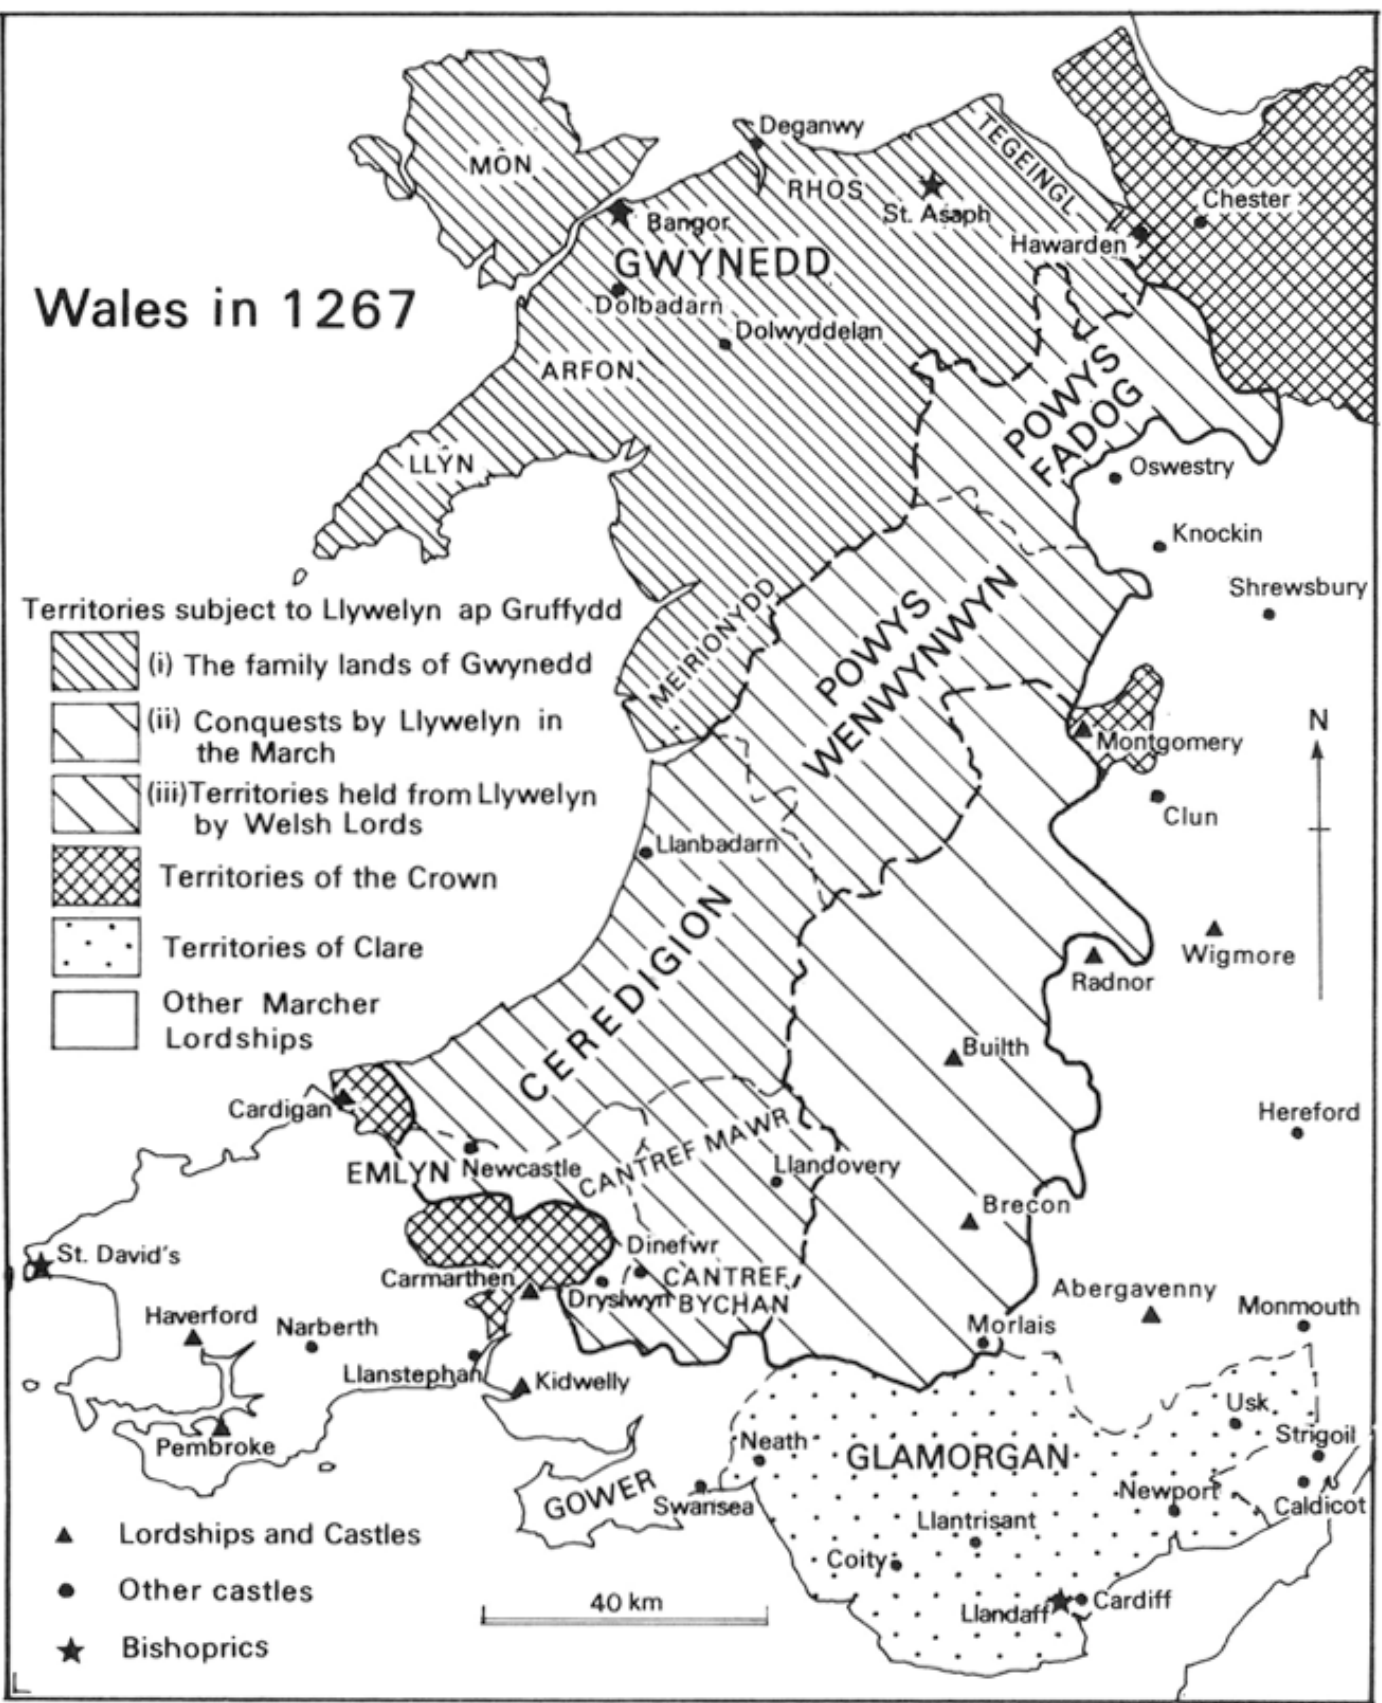 Wales in 1267
MÔN
Deganwy
RHOS
TEGEINGL
St. Asaph
Chester
Bangor
Hawarden
GWYNEDD
Dolbadarn
Dolwyddelan
ARFON
POWYS
FADOG
LLŶN
Oswestry
Knockin
Shrewsbury
MEIRIONYDD
POWYS
WENWYNWYN
Territories subject to Llywelyn ap Gruffydd
(i) The family lands of Gwynedd
(ii) Conquests by Llywelyn in
the March
(iii) Territories held from Llywelyn
by Welsh Lords
Territories of the Crown
Territories of Clare
Other Marcher
Lordships
N
Montgomery
Clun
Llanbadarn
CEREDIGION
Wigmore
Radnor
Builth
Cardigan
Hereford
EMLYN
Newcastle
CANTREF MAWR
Llandovery
Brecon
St. David's
Dinefwr
Carmarthen
CANTREF
BYCHAN
Dryslwyn
Abergavenny
Monmouth
Haverford
Narberth
Morlais
Llanstephan
Kidwelly
Usk
Pembroke
Neath
GLAMORGAN
Strigoil
GOWER
Swansea
Newport
Caldicot
Llantrisant
Coity
Llandaff
Cardiff
40 km
Lordships and Castles
Other castles
Bishoprics